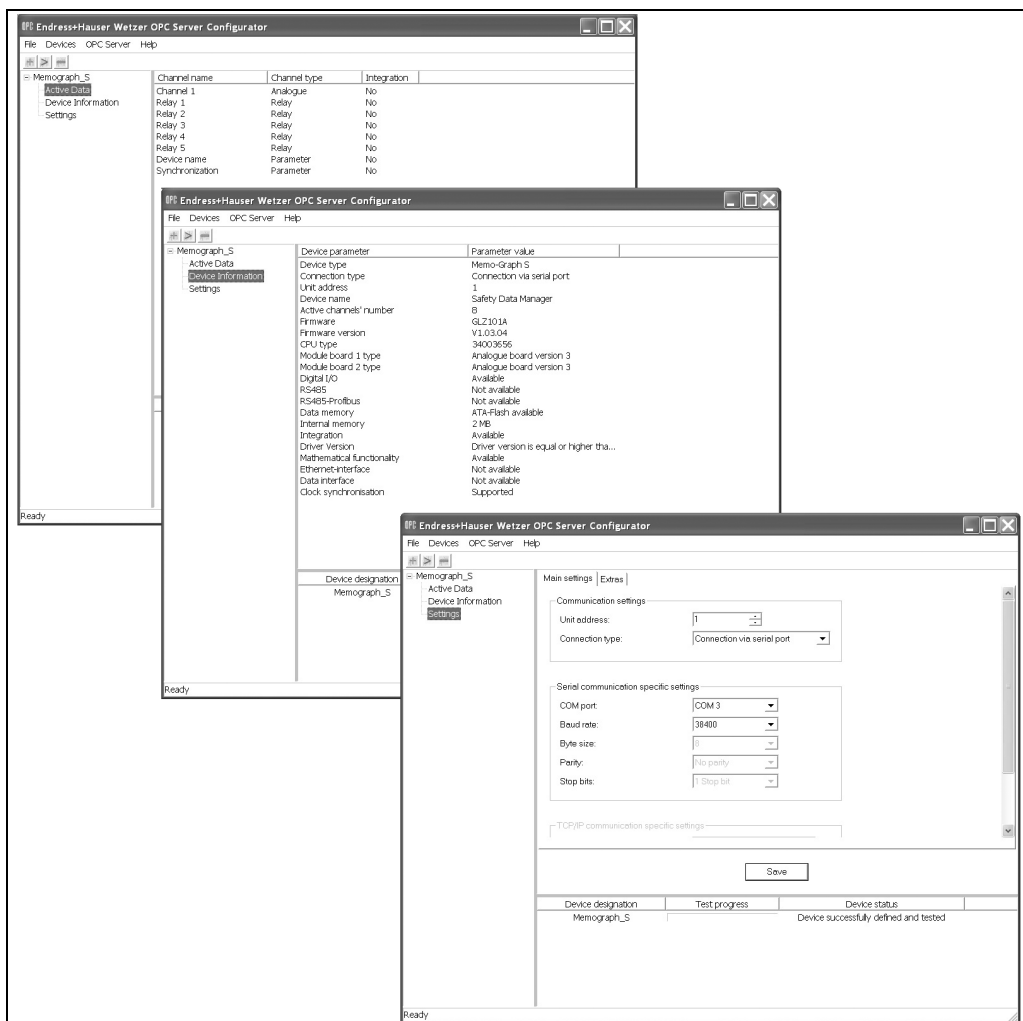 OPC Endress+Hauser Wetzer OPC Server Configurator
File Devices OPC Server Help
Memograph_S
Active Data
Device Information
Settings
Channel name Channel type Integration
Channel 1 Analogue No
Relay 1 Relay No
Relay 2 Relay No
Relay 3 Relay No
Relay 4 Relay No
Relay 5 Relay No
Device name Parameter No
Synchronization Parameter No
Ready
OPC Endress+Hauser Wetzer OPC Server Configurator
File Devices OPC Server Help
Memograph_S
Active Data
Device Information
Settings
Device parameter Parameter value
Device type Memo-Graph S
Connection type Connection via serial port
Unit address 1
Device name Safety Data Manager
Active channels' number 8
Firmware GLZ101A
Firmware version V1.03.04
CPU type 34003656
Module board 1 type Analogue board version 3
Module board 2 type Analogue board version 3
Digital I/O Available
RS485 Not available
RS485-Profibus Not available
Data memory ATA-Flash available
Internal memory 2 MB
Integration Available
Driver Version Driver version is equal or higher tha...
Mathematical functionality Available
Ethernet-interface Not available
Data interface Not available
Clock synchronisation Supported
Device designation
Memograph_S
Ready
OPC Endress+Hauser Wetzer OPC Server Configurator
File Devices OPC Server Help
Memograph_S
Active Data
Device Information
Settings
Main settings Extras
Communication settings
Unit address: 1
Connection type: Connection via serial port
Serial communication specific settings
COM port: COM 3
Baud rate: 38400
Byte size: 8
Parity: No parity
Stop bits: 1 Stop bit
TCP/IP communication specific settings
Save
Device designation Test progress Device status
Memograph_S Device successfully defined and tested
Ready